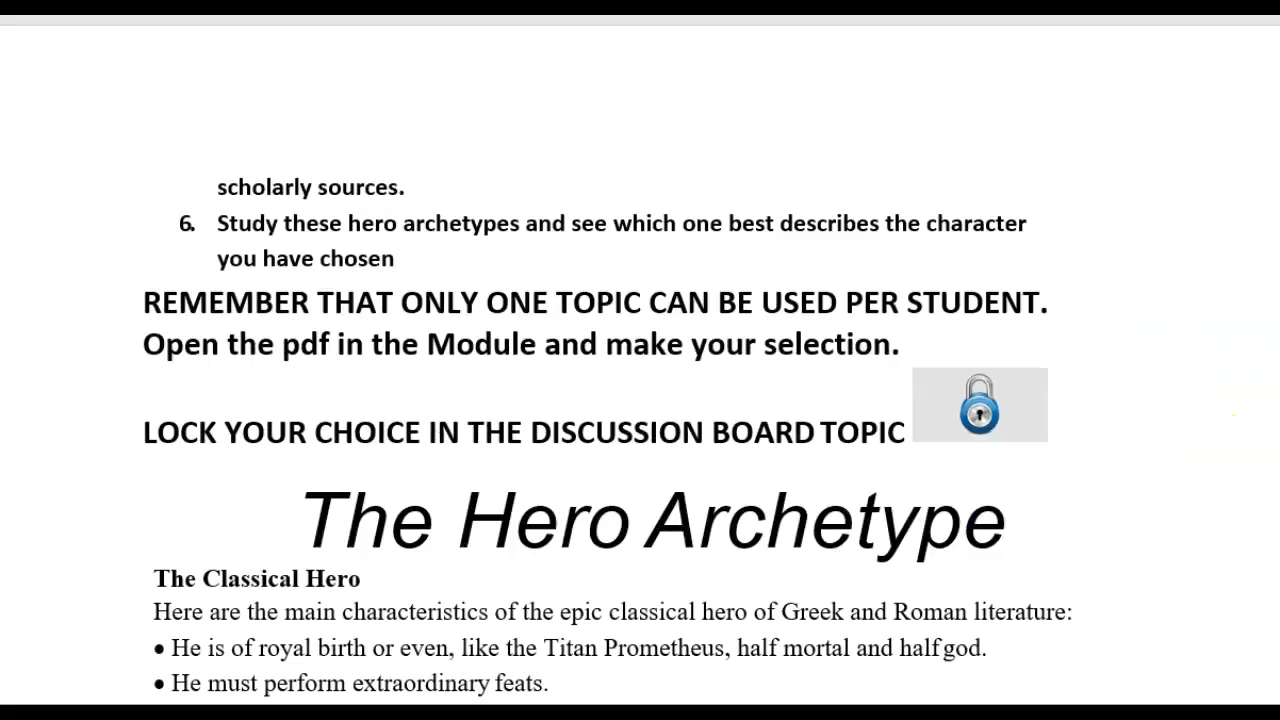 scholarly sources.
6. Study these hero archetypes and see which one best describes the character
you have chosen
REMEMBER THAT ONLY ONE TOPIC CAN BE USED PER STUDENT.
Open the pdf in the Module and make your selection.
LOCK YOUR CHOICE IN THE DISCUSSION BOARD TOPIC
The Hero Archetype
The Classical Hero
Here are the main characteristics of the epic classical hero of Greek and Roman literature:
• He is of royal birth or even, like the Titan Prometheus, half mortal and half god.
• He must perform extraordinary feats.